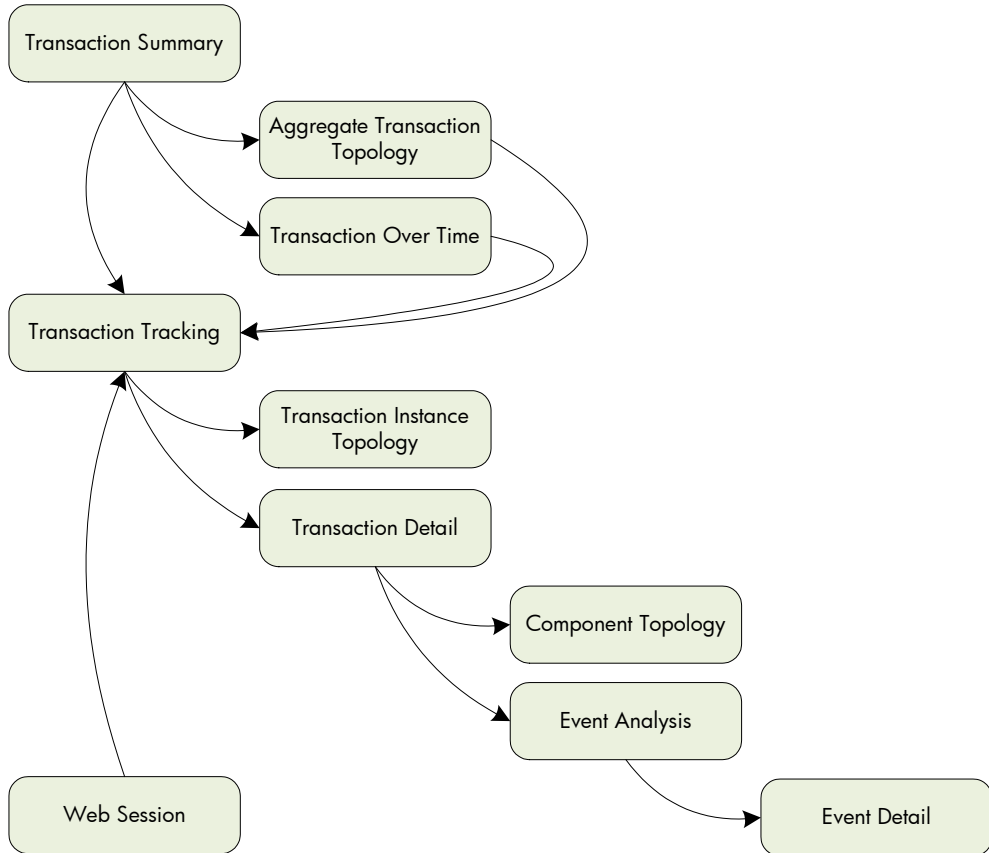 Transaction Summary
Aggregate Transaction
Topology
Transaction Over Time
Transaction Tracking
Transaction Instance
Topology
Transaction Detail
Component Topology
Event Analysis
Web Session
Event Detail